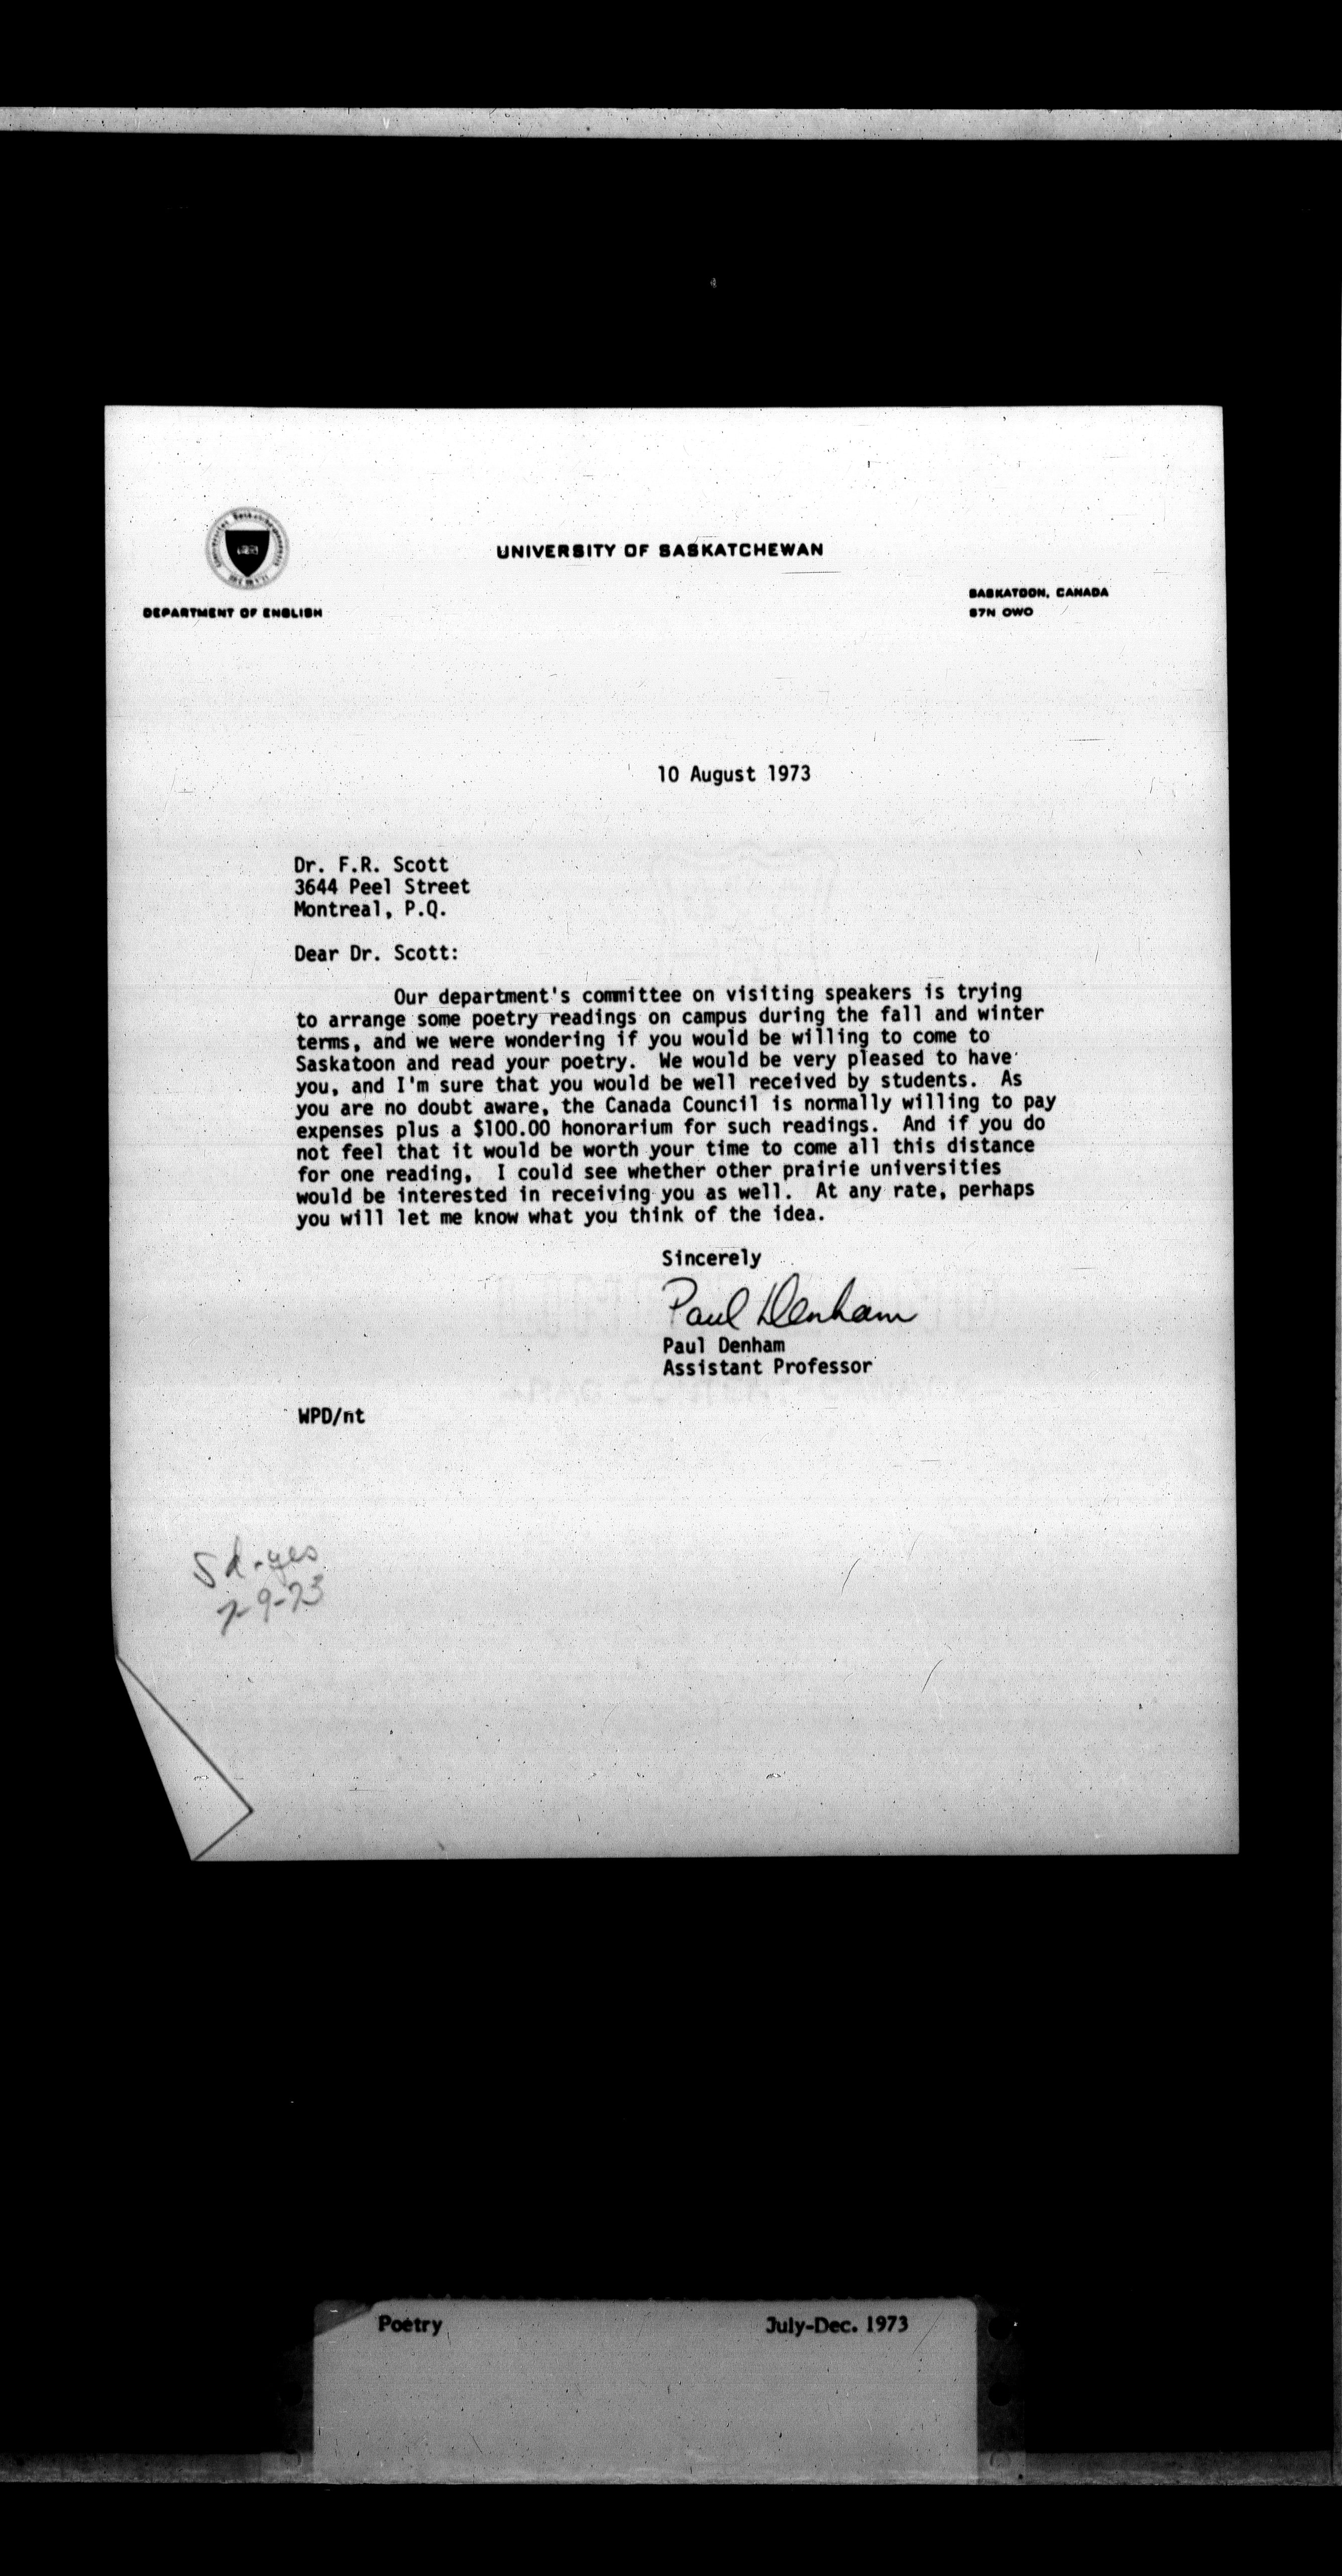 UNIVERSITY OF SASKATCHEWAN
DEPARTMENT OF ENGLISH
SASKATOON, CANADA
S7N 0W0
10 August 1973
Dr. F.R. Scott
3644 Peel Street
Montreal, P.Q.
Dear Dr. Scott:
Our department's committee on visiting speakers is trying
to arrange some poetry readings on campus during the fall and winter
terms, and we were wondering if you would be willing to come to
Saskatoon and read your poetry. We would be very pleased to have
you, and I'm sure that you would be well received by students. As
you are no doubt aware, the Canada Council is normally willing to pay
expenses plus a $100.00 honorarium for such readings. And if you do
not feel that it would be worth your time to come all this distance
for one reading, I could see whether other prairie universities
would be interested in receiving you as well. At any rate, perhaps
you will let me know what you think of the idea.
Sincerely
Paul Denham
Paul Denham
Assistant Professor
WPD/nt
yes
7-9-73
Poetry July-Dec. 1973